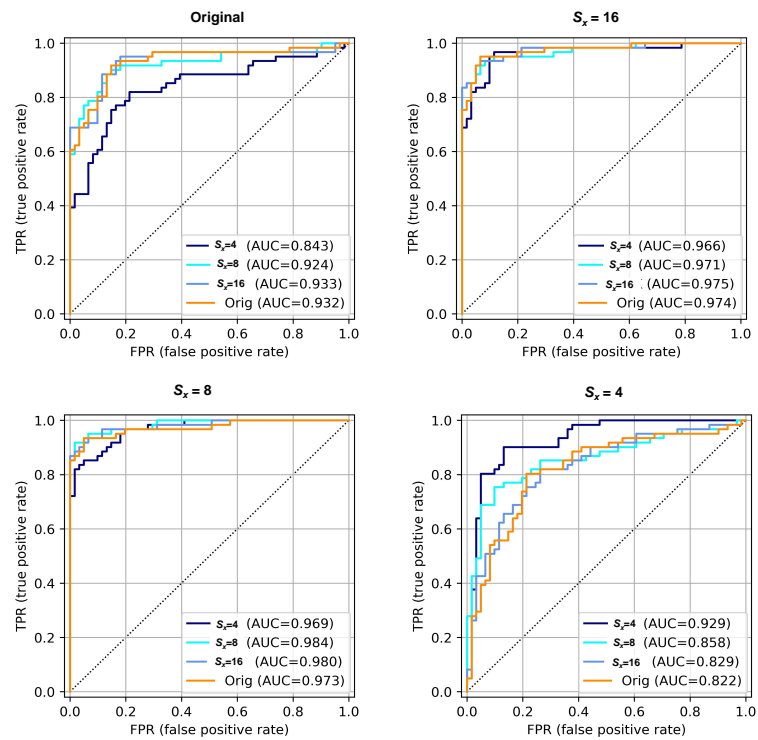 Original
1.0
0.8
0.6
0.4
0.2
0.0
TPR (true positive rate)
Sx=4 (AUC=0.843)
Sx=8 (AUC=0.924)
Sx=16 (AUC=0.933)
Orig (AUC=0.932)
0.0 0.2 0.4 0.6 0.8 1.0
FPR (false positive rate)
Sx = 16
1.0
0.8
0.6
0.4
0.2
0.0
TPR (true positive rate)
Sx=4 (AUC=0.966)
Sx=8 (AUC=0.971)
Sx=16 (AUC=0.975)
Orig (AUC=0.974)
0.0 0.2 0.4 0.6 0.8 1.0
FPR (false positive rate)
Sx = 8
1.0
0.8
0.6
0.4
0.2
0.0
TPR (true positive rate)
Sx=4 (AUC=0.969)
Sx=8 (AUC=0.984)
Sx=16 (AUC=0.980)
Orig (AUC=0.973)
0.0 0.2 0.4 0.6 0.8 1.0
FPR (false positive rate)
Sx = 4
1.0
0.8
0.6
0.4
0.2
0.0
TPR (true positive rate)
Sx=4 (AUC=0.929)
Sx=8 (AUC=0.858)
Sx=16 (AUC=0.829)
Orig (AUC=0.822)
0.0 0.2 0.4 0.6 0.8 1.0
FPR (false positive rate)